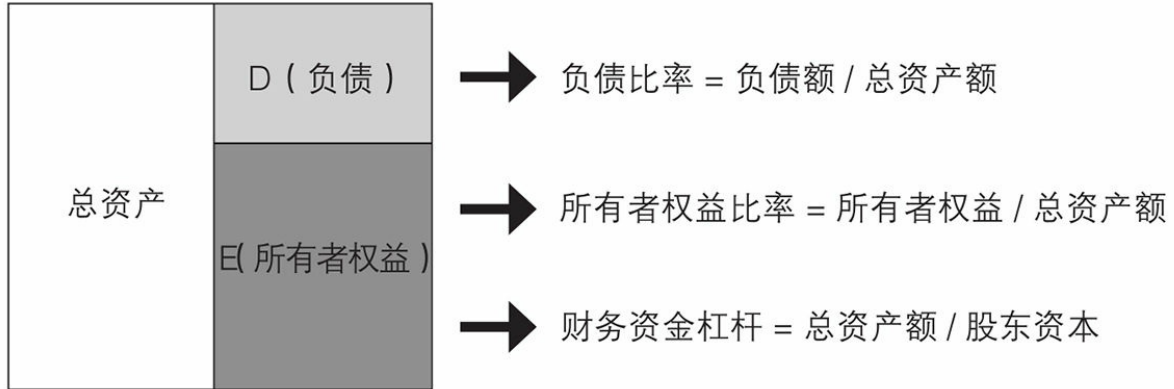 总资产
D（负债）
E(所有者权益）
负债比率 = 负债额 / 总资产额
所有者权益比率 = 所有者权益 / 总资产额
财务资金杠杆 = 总资产额 / 股东资本